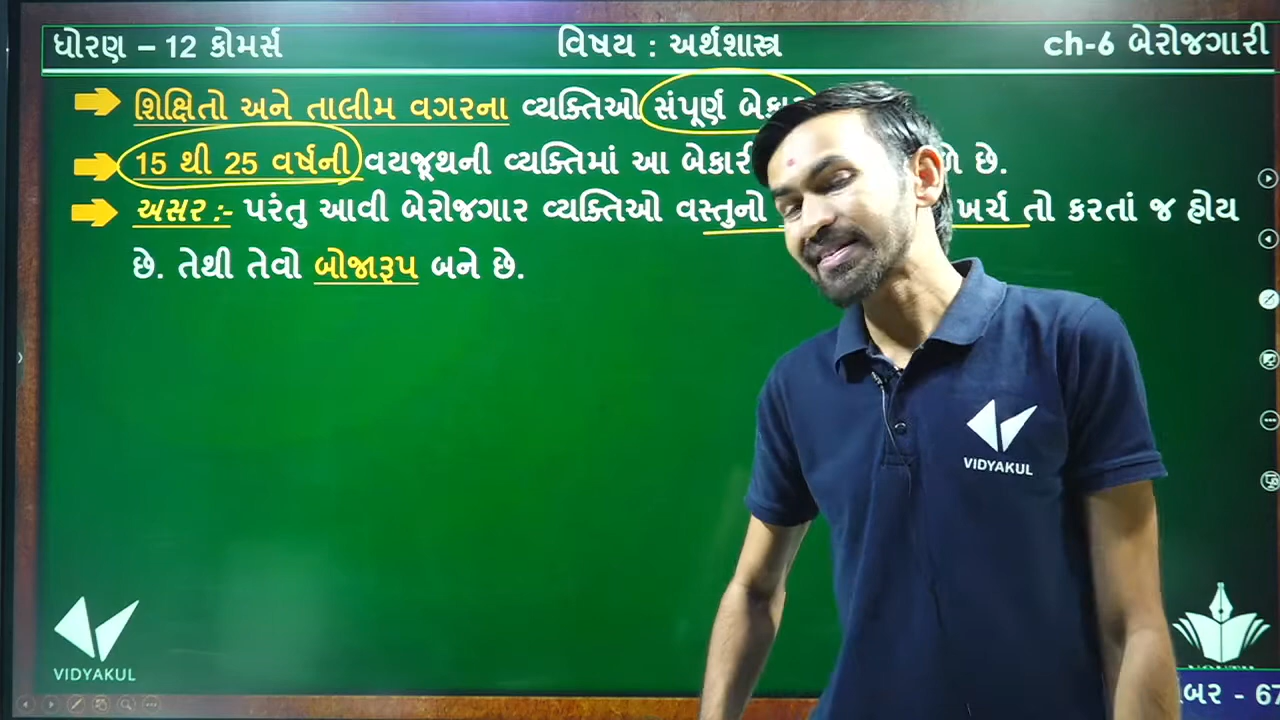 ધોરણ – 12 કોમર્સ વિષય : અર્થશાસ્ત્ર ch-6 બેરોજગારી
શિક્ષિતો અને તાલીમ વગરના વ્યક્તિઓ સંપૂર્ણ
15 થી 25 વર્ષની વયજૂથની વ્યક્તિમાં આ બેકારી છે.
અસર :- પરંતુ આવી બેરોજગાર વ્યક્તિઓ વસ્તુનો ખર્ચ તો કરતાં જ હોય
છે. તેથી તેવો બોજારૂપ બને છે.
VIDYAKUL
VIDYAKUL
- 67